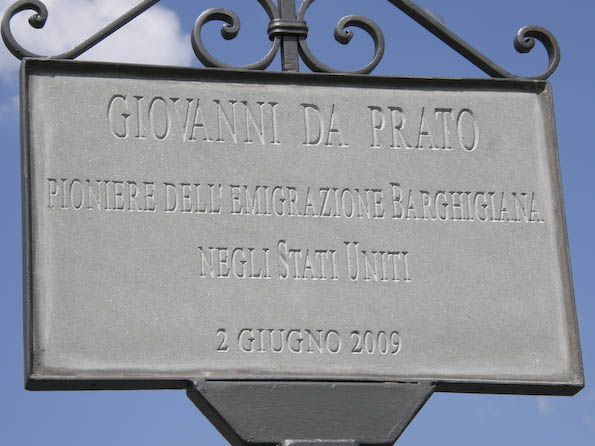 GIOVANNI DA PRATO
PIONIERE DELL'EMIGRAZIONE BARGHIGIANA
NEGLI STATI UNITI
2 GIUGNO 2009